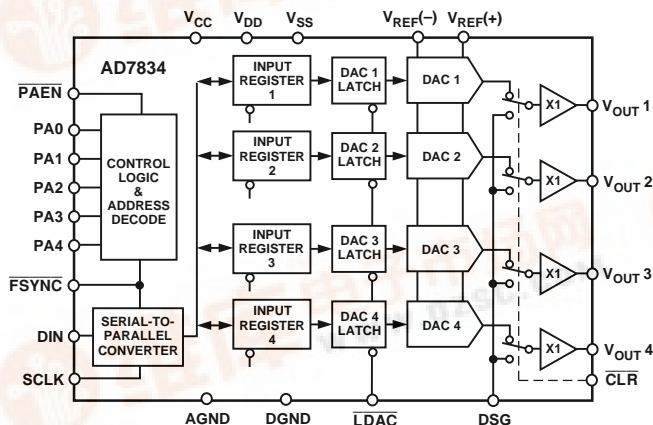 VCC VDD VSS VREF(–) VREF(+)
AD7834
PAEN
PA0
PA1
PA2
PA3
PA4
FSYNC
DIN
SCLK
CONTROL
LOGIC
&
ADDRESS
DECODE
SERIAL-TO-
PARALLEL
CONVERTER
INPUT
REGISTER
1
DAC 1
LATCH
DAC 1
X1
VOUT 1
INPUT
REGISTER
2
DAC 2
LATCH
DAC 2
X1
VOUT 2
INPUT
REGISTER
3
DAC 3
LATCH
DAC 3
X1
VOUT 3
INPUT
REGISTER
4
DAC 4
LATCH
DAC 4
X1
VOUT 4
CLR
AGND DGND LDAC DSG